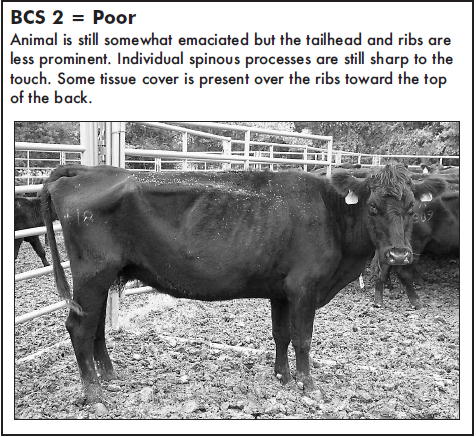 BCS 2 = Poor
Animal is still somewhat emaciated but the tailhead and ribs are
less prominent. Individual spinous processes are still sharp to the
touch. Some tissue cover is present over the ribs toward the top
of the back.